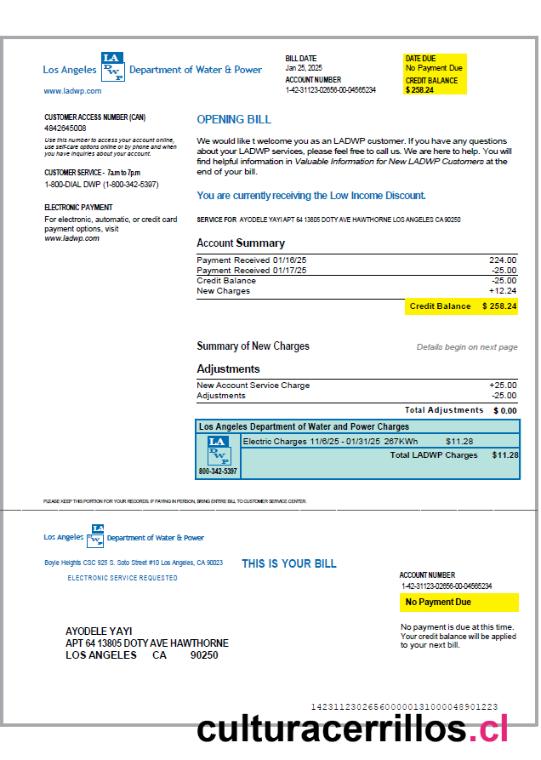 Los Angeles LA DWP Department of Water & Power
www.ladwp.com
BILL DATE
Jan 25, 2025
ACCOUNT NUMBER
1-42-31123-02656-00-04565234
DATE DUE
No Payment Due
CREDIT BALANCE
$ 258.24
CUSTOMER ACCESS NUMBER (CAN)
4842645008
Use this number to access your account online,
use self-care options online or by phone and when
you have inquiries about your account.
CUSTOMER SERVICE - 7am to 7pm
1-800-DIAL DWP (1-800-342-5397)
ELECTRONIC PAYMENT
For electronic, automatic, or credit card
payment options, visit
www.ladwp.com
OPENING BILL
We would like t welcome you as an LADWP customer. If you have any questions
about your LADWP services, please feel free to call us. We are here to help. You will
find helpful information in Valuable Information for New LADWP Customers at the
end of your bill.
You are currently receiving the Low Income Discount.
SERVICE FOR AYODELE YAYI APT 64 13805 DOTY AVE HAWTHORNE LOS ANGELES CA 90250
Account Summary
Payment Received 01/16/25 224.00
Payment Received 01/17/25 -25.00
Credit Balance -25.00
New Charges +12.24
Credit Balance $ 258.24
Summary of New Charges Details begin on next page
Adjustments
New Account Service Charge +25.00
Adjustments -25.00
Total Adjustments $ 0.00
Los Angeles Department of Water and Power Charges
LA DWP
800-342-5397
Electric Charges 11/6/25 - 01/31/25 267KWh $11.28
Total LADWP Charges $11.28
PLEASE KEEP THIS PORTION FOR YOUR RECORDS. IF PAYING IN PERSON, BRING ENTIRE BILL TO CUSTOMER SERVICE CENTER.
Los Angeles LA DWP Department of Water & Power
Boyle Heights CSC 925 S. Soto Street #10 Los Angeles, CA 90023
ELECTRONIC SERVICE REQUESTED
THIS IS YOUR BILL
ACCOUNT NUMBER
1-42-31123-02656-00-04565234
No Payment Due
No payment is due at this time.
Your credit balance will be applied
to your next bill.
AYODELE YAYI
APT 64 13805 DOTY AVE HAWTHORNE
LOS ANGELES CA 90250
14231123026560000013100004890​1223
culturacerrillos.cl